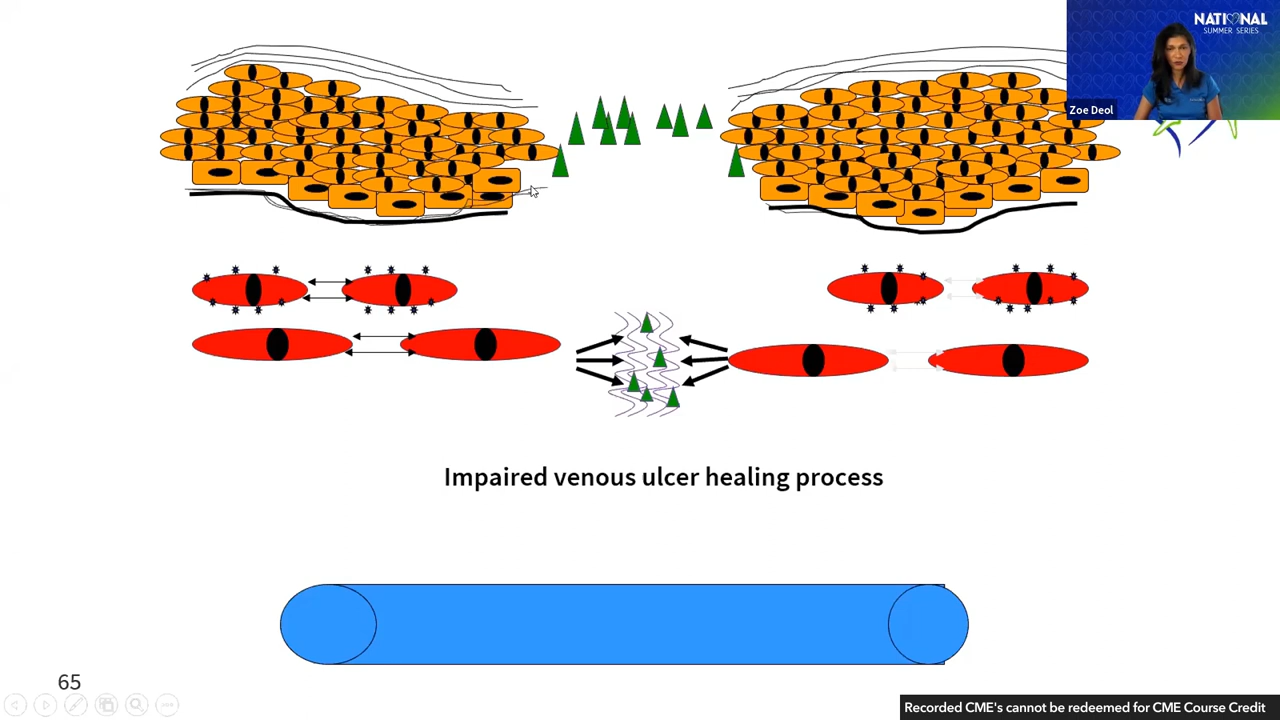 NATIONAL
SUMMER SERIES
Zoe Deol
Impaired venous ulcer healing process
65
Recorded CME's cannot be redeemed for CME Course Credit